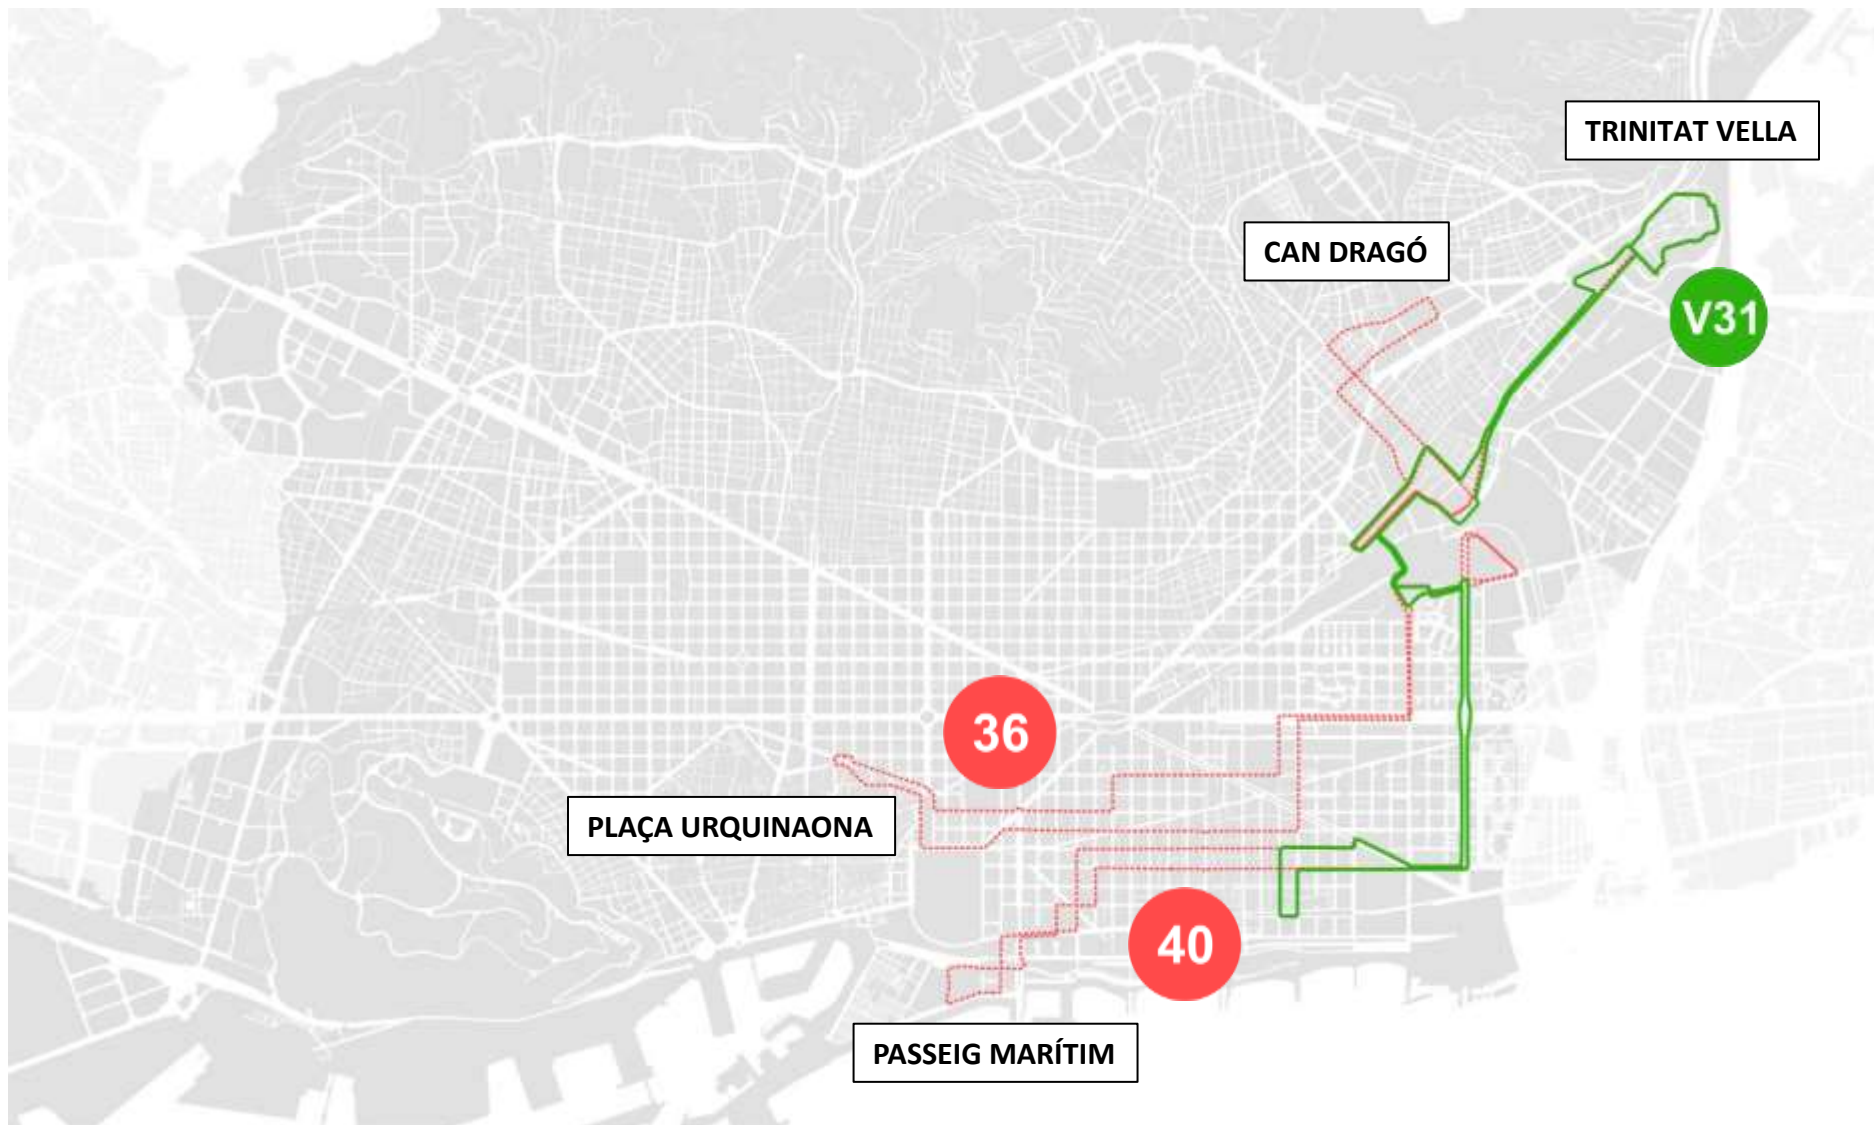 TRINITAT VELLA
CAN DRAGÓ
V31
36
PLAÇA URQUINAONA
40
PASSEIG MARÍTIM